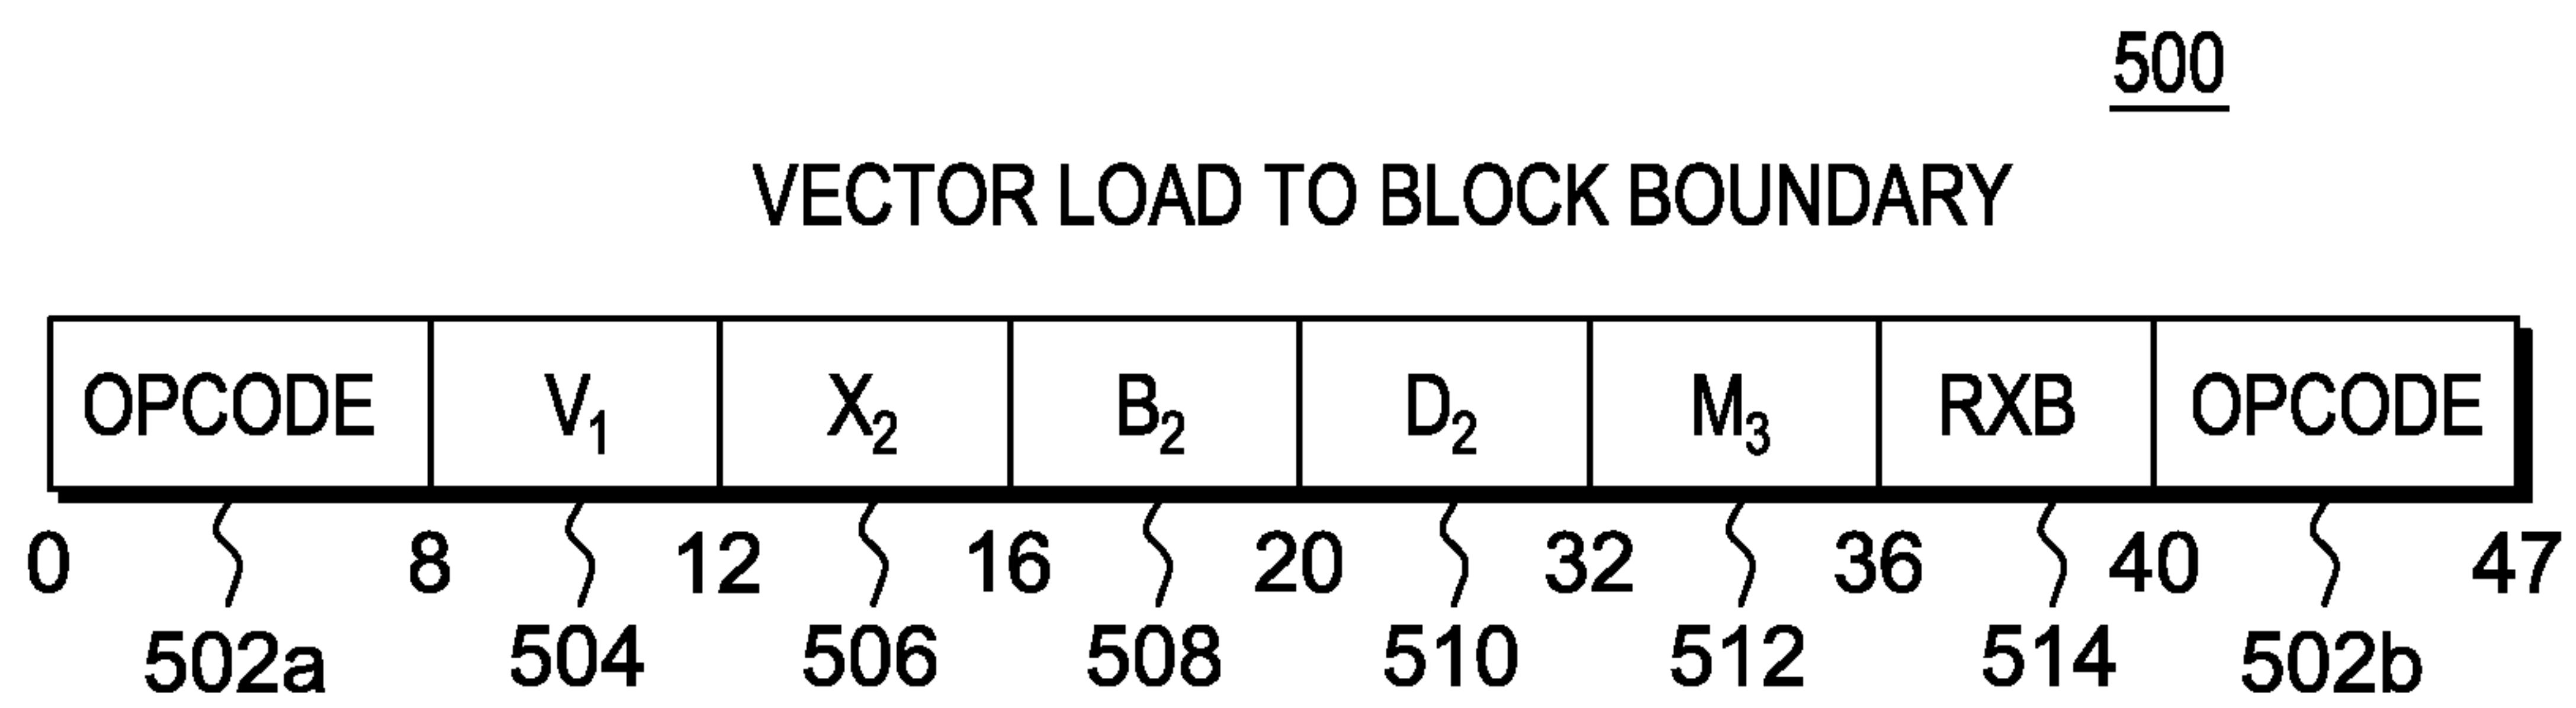 500
VECTOR LOAD TO BLOCK BOUNDARY
OPCODE V₁ X₂ B₂ D₂ M₃ RXB OPCODE
0 8 12 16 20 32 36 40 47
502a 504 506 508 510 512 514 502b